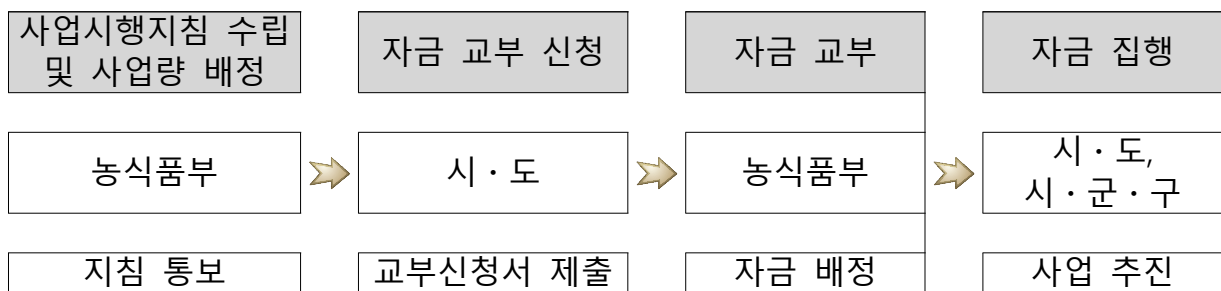 사업시행지침 수립
및 사업량 배정
자금 교부 신청
자금 교부
자금 집행
농식품부
시・도
농식품부
시・도,
시・군・구
지침 통보
교부신청서 제출
자금 배정
사업 추진